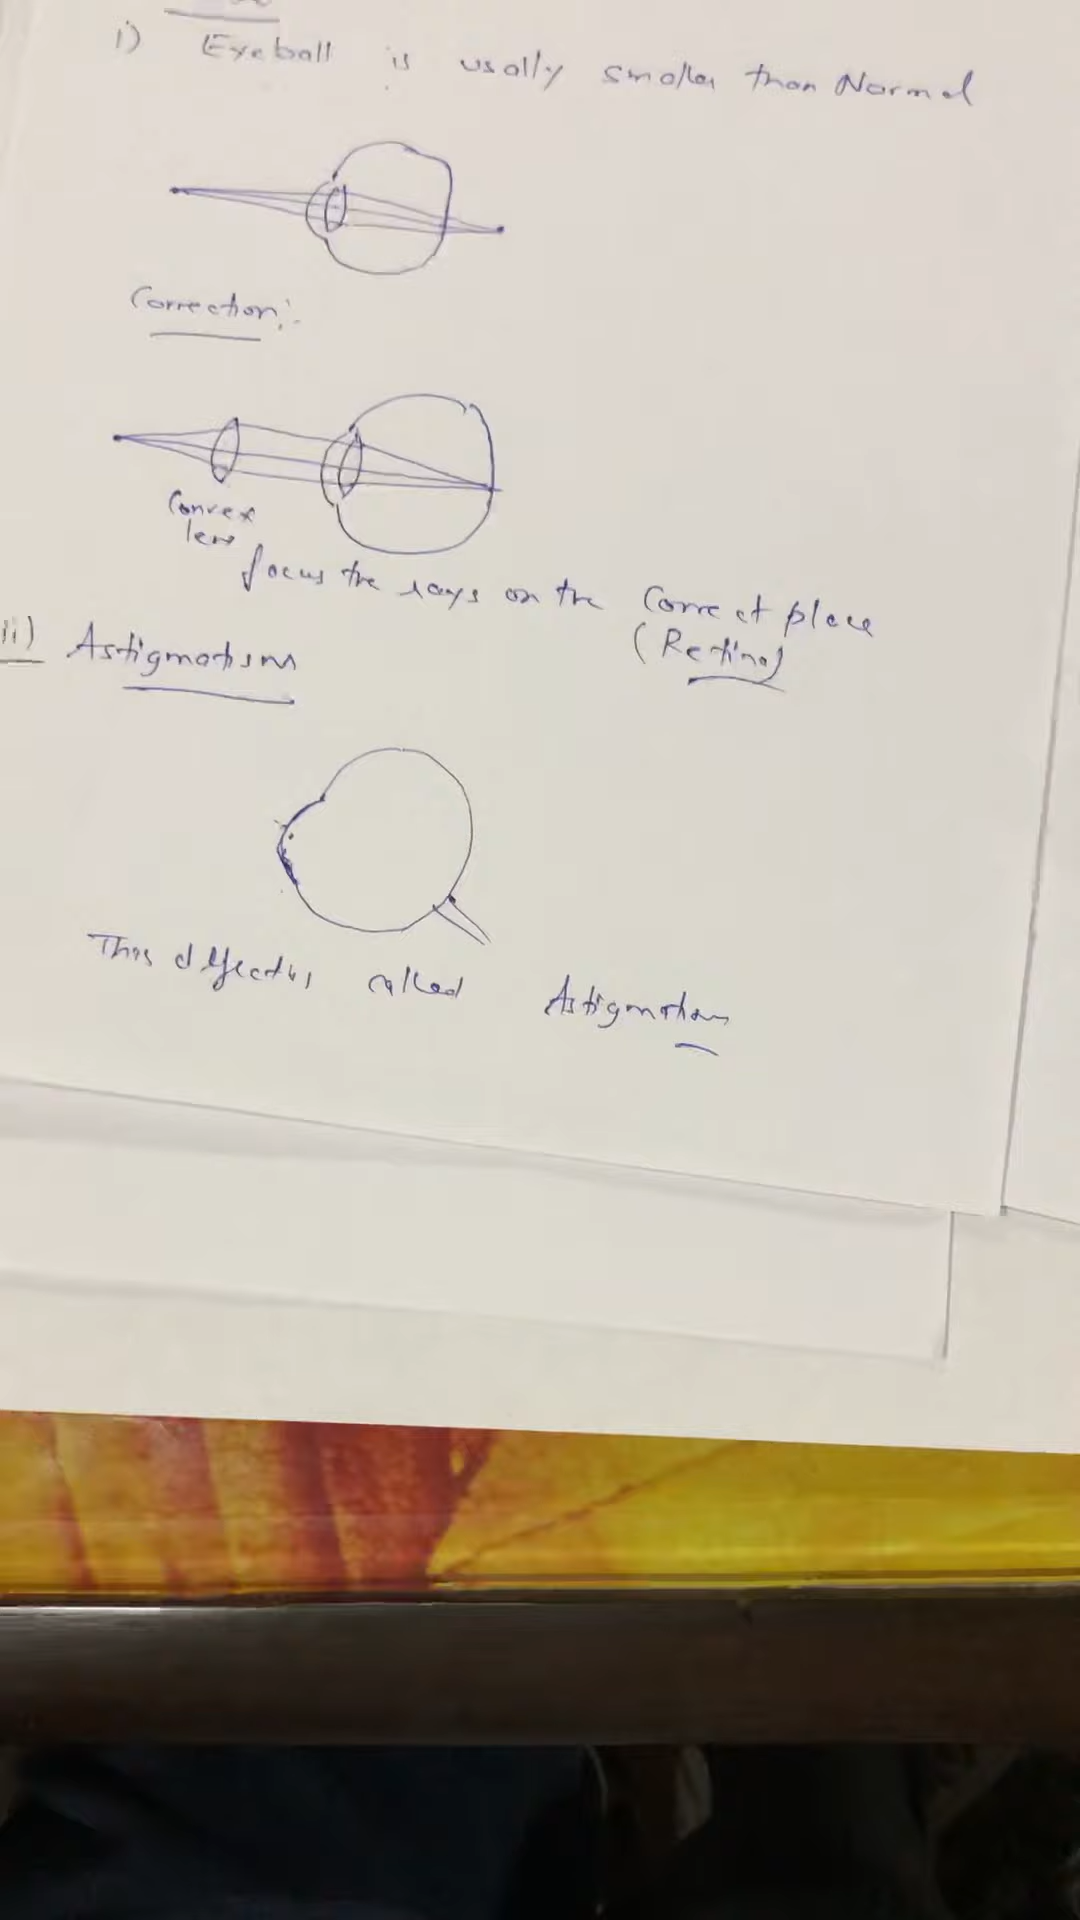 i) Eyeball is usally smaller than Normal
Correction:-
Convex
lens
focus the rays on the Correct place
(Retina)
ii) Astigmatism
This defect is called Astigmatism